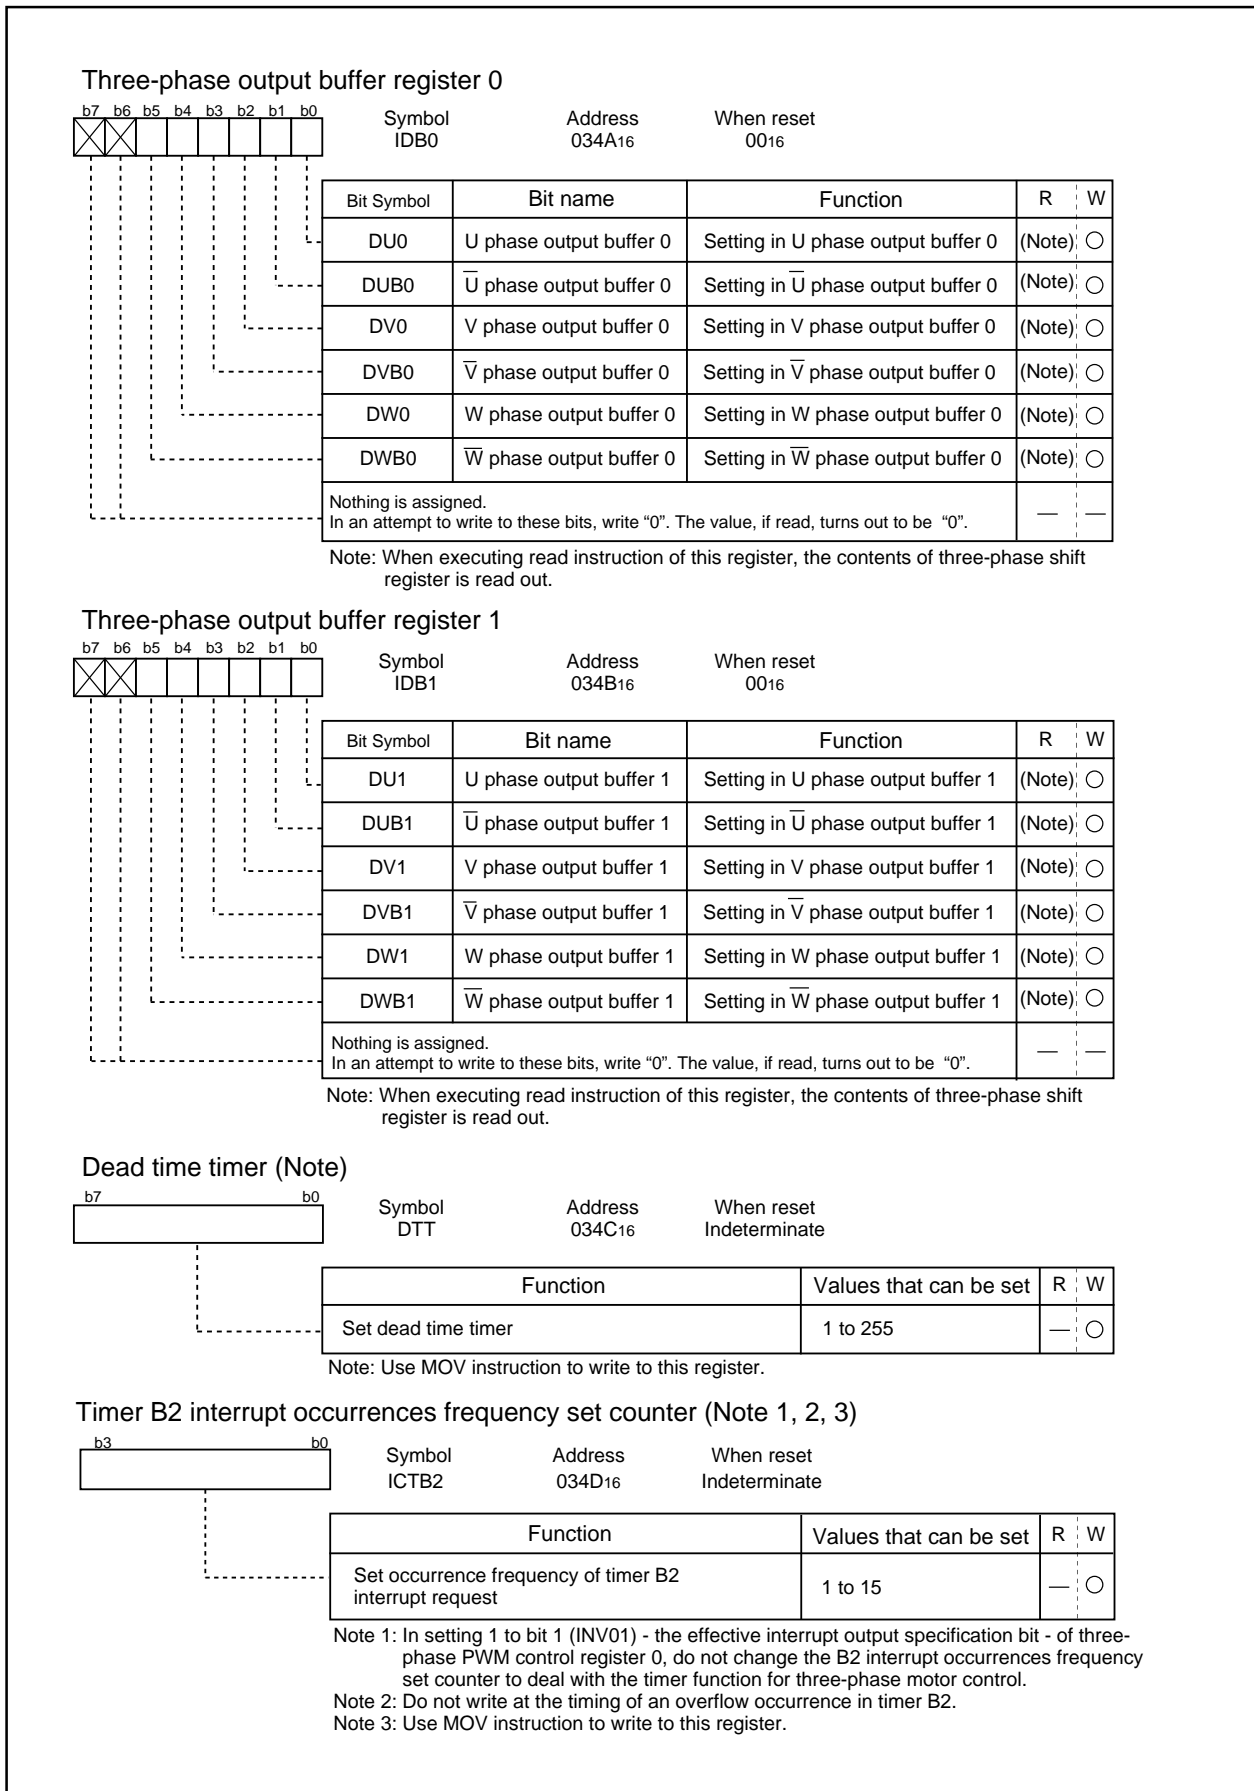 Three-phase output buffer register 0
b7 b6 b5 b4 b3 b2 b1 b0
Symbol Address When reset
IDB0 034A16 0016
Bit Symbol Bit name Function R W
DU0 U phase output buffer 0 Setting in U phase output buffer 0 (Note) ○
DUB0 U̅ phase output buffer 0 Setting in U̅ phase output buffer 0 (Note) ○
DV0 V phase output buffer 0 Setting in V phase output buffer 0 (Note) ○
DVB0 V̅ phase output buffer 0 Setting in V̅ phase output buffer 0 (Note) ○
DW0 W phase output buffer 0 Setting in W phase output buffer 0 (Note) ○
DWB0 W̅ phase output buffer 0 Setting in W̅ phase output buffer 0 (Note) ○
Nothing is assigned.
In an attempt to write to these bits, write “0”. The value, if read, turns out to be “0”. — —
Note: When executing read instruction of this register, the contents of three-phase shift
register is read out.
Three-phase output buffer register 1
b7 b6 b5 b4 b3 b2 b1 b0
Symbol Address When reset
IDB1 034B16 0016
Bit Symbol Bit name Function R W
DU1 U phase output buffer 1 Setting in U phase output buffer 1 (Note) ○
DUB1 U̅ phase output buffer 1 Setting in U̅ phase output buffer 1 (Note) ○
DV1 V phase output buffer 1 Setting in V phase output buffer 1 (Note) ○
DVB1 V̅ phase output buffer 1 Setting in V̅ phase output buffer 1 (Note) ○
DW1 W phase output buffer 1 Setting in W phase output buffer 1 (Note) ○
DWB1 W̅ phase output buffer 1 Setting in W̅ phase output buffer 1 (Note) ○
Nothing is assigned.
In an attempt to write to these bits, write “0”. The value, if read, turns out to be “0”. — —
Note: When executing read instruction of this register, the contents of three-phase shift
register is read out.
Dead time timer (Note)
b7 b0
Symbol Address When reset
DTT 034C16 Indeterminate
Function Values that can be set R W
Set dead time timer 1 to 255 — ○
Note: Use MOV instruction to write to this register.
Timer B2 interrupt occurrences frequency set counter (Note 1, 2, 3)
b3 b0
Symbol Address When reset
ICTB2 034D16 Indeterminate
Function Values that can be set R W
Set occurrence frequency of timer B2
interrupt request 1 to 15 — ○
Note 1: In setting 1 to bit 1 (INV01) - the effective interrupt output specification bit - of three-
phase PWM control register 0, do not change the B2 interrupt occurrences frequency
set counter to deal with the timer function for three-phase motor control.
Note 2: Do not write at the timing of an overflow occurrence in timer B2.
Note 3: Use MOV instruction to write to this register.